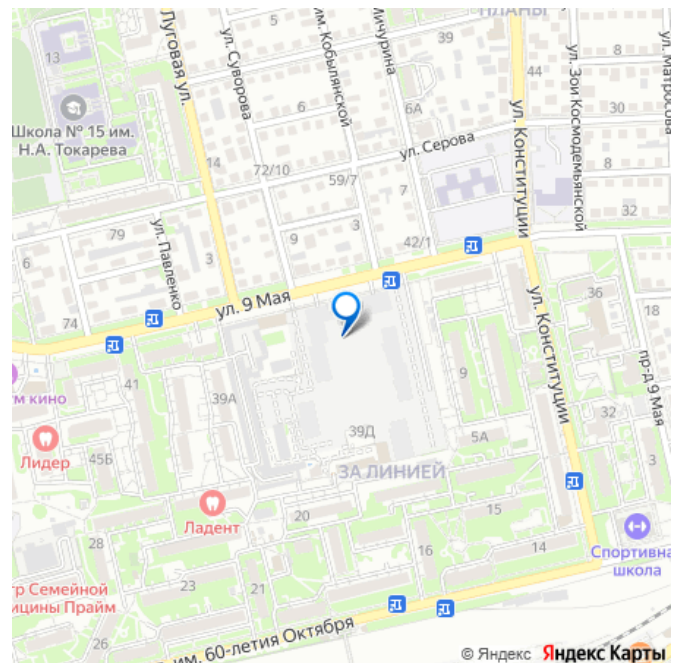 ПЛАНЫ
5
39
13
Луговая ул.
ул. Суворова
им. Кобылянской
Мичурина
8
44
ул. Зои Космодемьянской
ул. Матросова
Школа № 15 им.
Н.А. Токарева
6
6А
30
ул. Конституции
ул. Серова
14
72/10
59/7
7
8
32
79
ул. Павленко
3
9
3
42/1
6
ул. 9 Мая
74
36
18
ул. Конституции
ум кино
41
39А
9
пр-д 9 Мая
Лидер
45Б
39Д
5А
32
3
ЗА ЛИНИЕЙ
Ладент
20
15
28
16
14
Спортивна
школа
тр Семейной
ицины Прайм
23
21
26
им. 60-летия Октября
© Яндекс Яндекс Карты